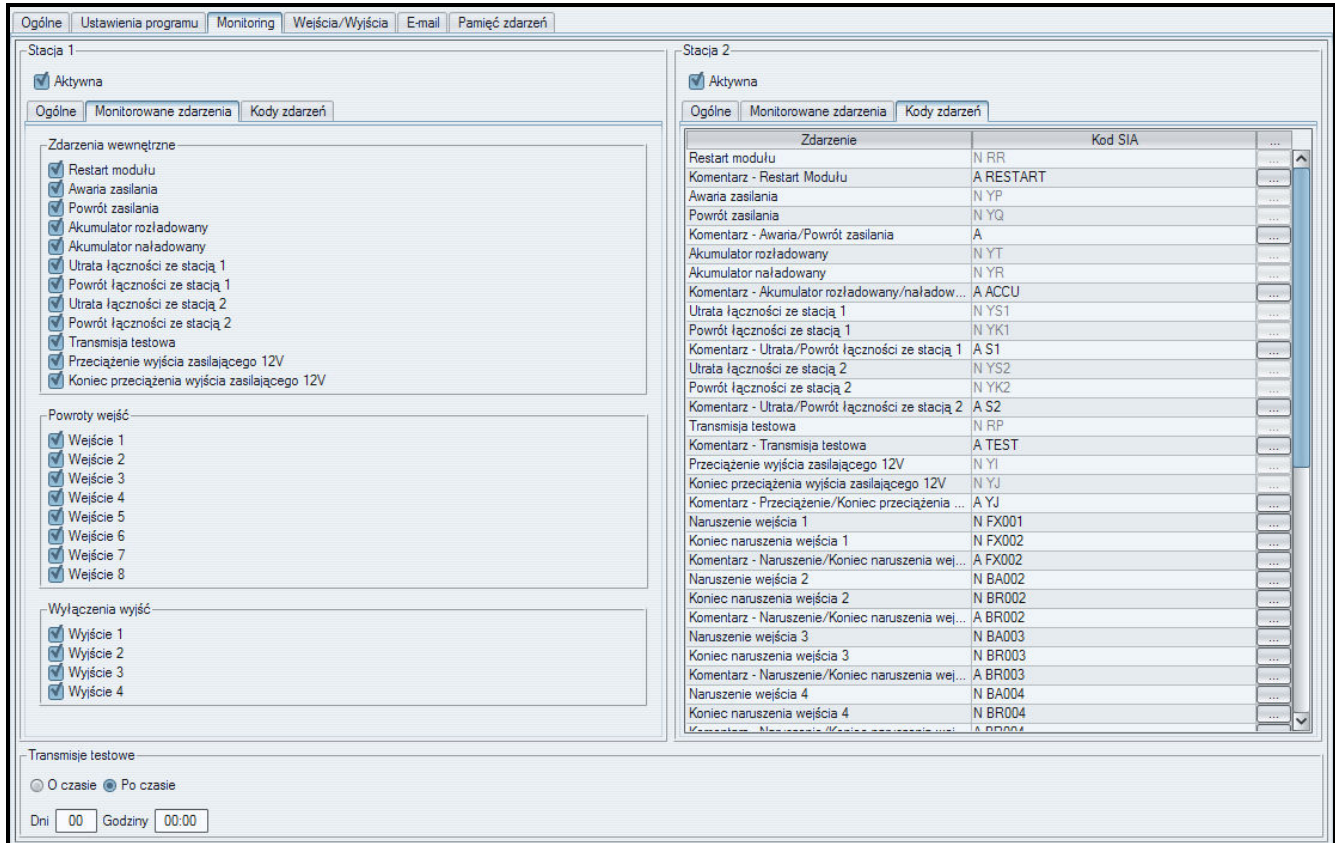 Ogólne Ustawienia programu Monitoring Wejścia/Wyjścia E-mail Pamięć zdarzeń
Stacja 1
Aktywna
Ogólne Monitorowane zdarzenia Kody zdarzeń
Zdarzenia wewnętrzne
Restart modułu
Awaria zasilania
Powrót zasilania
Akumulator rozładowany
Akumulator naładowany
Utrata łączności ze stacją 1
Powrót łączności ze stacją 1
Utrata łączności ze stacją 2
Powrót łączności ze stacją 2
Transmisja testowa
Przeciążenie wyjścia zasilającego 12V
Koniec przeciążenia wyjścia zasilającego 12V
Powroty wejść
Wejście 1
Wejście 2
Wejście 3
Wejście 4
Wejście 5
Wejście 6
Wejście 7
Wejście 8
Wyłączenia wyjść
Wyjście 1
Wyjście 2
Wyjście 3
Wyjście 4
Stacja 2
Aktywna
Ogólne Monitorowane zdarzenia Kody zdarzeń
Zdarzenie Kod SIA ...
Restart modułu N RR ...
Komentarz - Restart Modułu A RESTART ...
Awaria zasilania N YP ...
Powrót zasilania N YQ ...
Komentarz - Awaria/Powrót zasilania A ...
Akumulator rozładowany N YT ...
Akumulator naładowany N YR ...
Komentarz - Akumulator rozładowany/naładow... A ACCU ...
Utrata łączności ze stacją 1 N YS1 ...
Powrót łączności ze stacją 1 N YK1 ...
Komentarz - Utrata/Powrót łączności ze stacją 1 A S1 ...
Utrata łączności ze stacją 2 N YS2 ...
Powrót łączności ze stacją 2 N YK2 ...
Komentarz - Utrata/Powrót łączności ze stacją 2 A S2 ...
Transmisja testowa N RP ...
Komentarz - Transmisja testowa A TEST ...
Przeciążenie wyjścia zasilającego 12V N YI ...
Koniec przeciążenia wyjścia zasilającego 12V N YJ ...
Komentarz - Przeciążenie/Koniec przeciążenia ... A YJ ...
Naruszenie wejścia 1 N FX001 ...
Koniec naruszenia wejścia 1 N FX002 ...
Komentarz - Naruszenie/Koniec naruszenia wej... A FX002 ...
Naruszenie wejścia 2 N BA002 ...
Koniec naruszenia wejścia 2 N BR002 ...
Komentarz - Naruszenie/Koniec naruszenia wej... A BR002 ...
Naruszenie wejścia 3 N BA003 ...
Koniec naruszenia wejścia 3 N BR003 ...
Komentarz - Naruszenie/Koniec naruszenia wej... A BR003 ...
Naruszenie wejścia 4 N BA004 ...
Koniec naruszenia wejścia 4 N BR004 ...
Transmisje testowe
O czasie Po czasie
Dni 00 Godziny 00:00